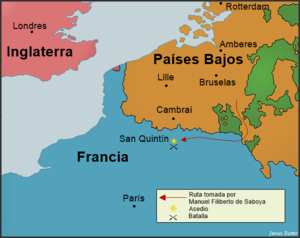 Rotterdam
Londres
Inglaterra
Amberes
Países Bajos
Lille
Bruselas
Cambrai
San Quintín
Francia
París
Ruta tomada por
Manuel Filiberto de Saboya
Asedio
Batalla